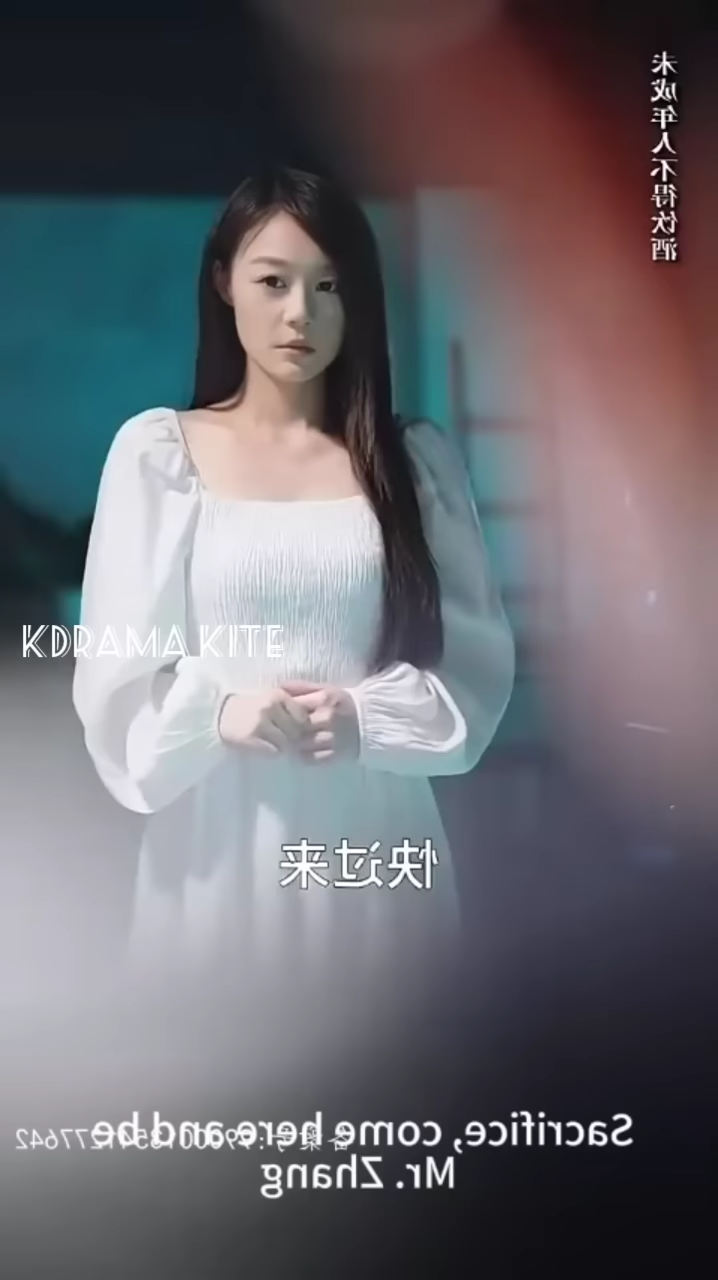 未成年人不得饮酒
KDRAMA KITE
快过来
Sacrifice, come here and be
Mr. Zhang